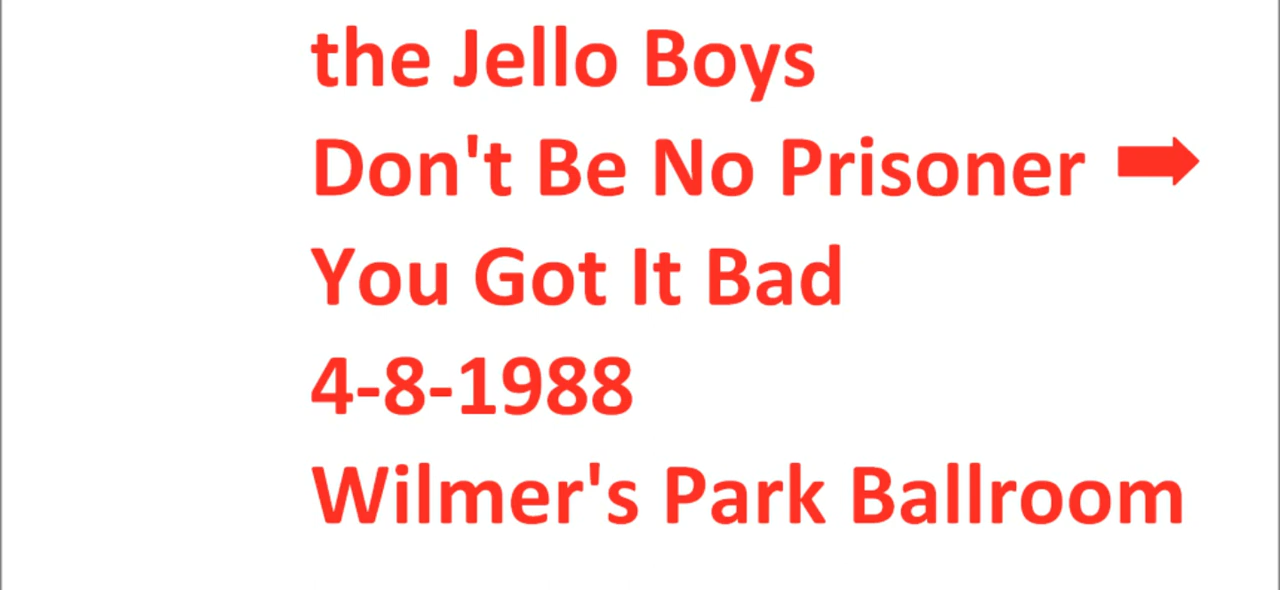 the Jello Boys
Don't Be No Prisoner ➡
You Got It Bad
4-8-1988
Wilmer's Park Ballroom